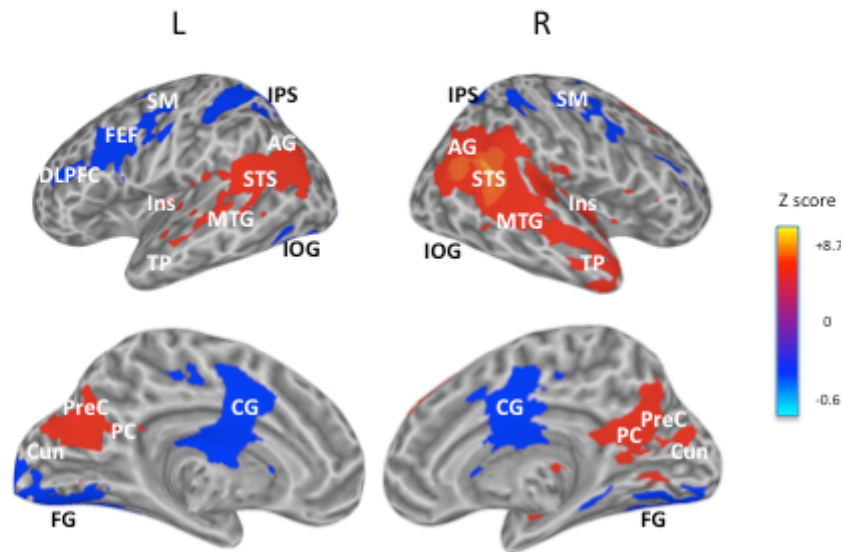 L R
SM IPS IPS SM
FEF AG AG
DLPFC STS STS
Ins Ins
MTG MTG
TP IOG IOG TP
Z score
+8.7
0
-0.6
PreC CG CG PreC
PC PC
Cun Cun
FG FG